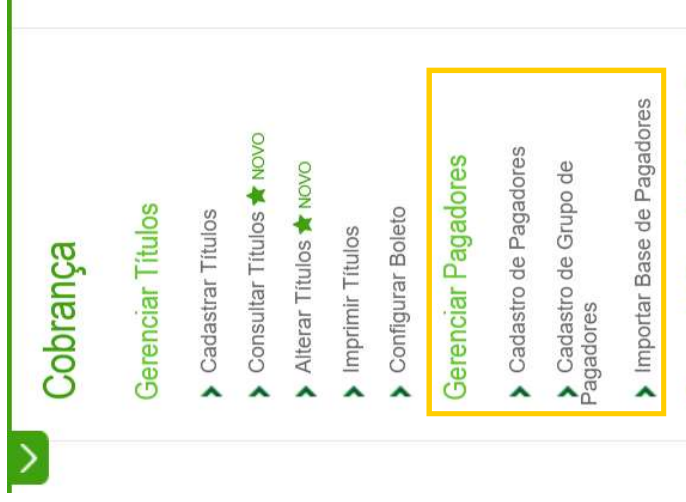 Cobrança
Gerenciar Títulos
Cadastrar Títulos
Consultar Títulos NOVO
Alterar Títulos NOVO
Imprimir Títulos
Configurar Boleto
Gerenciar Pagadores
Cadastro de Pagadores
Cadastro de Grupo de
Pagadores
Importar Base de Pagadores